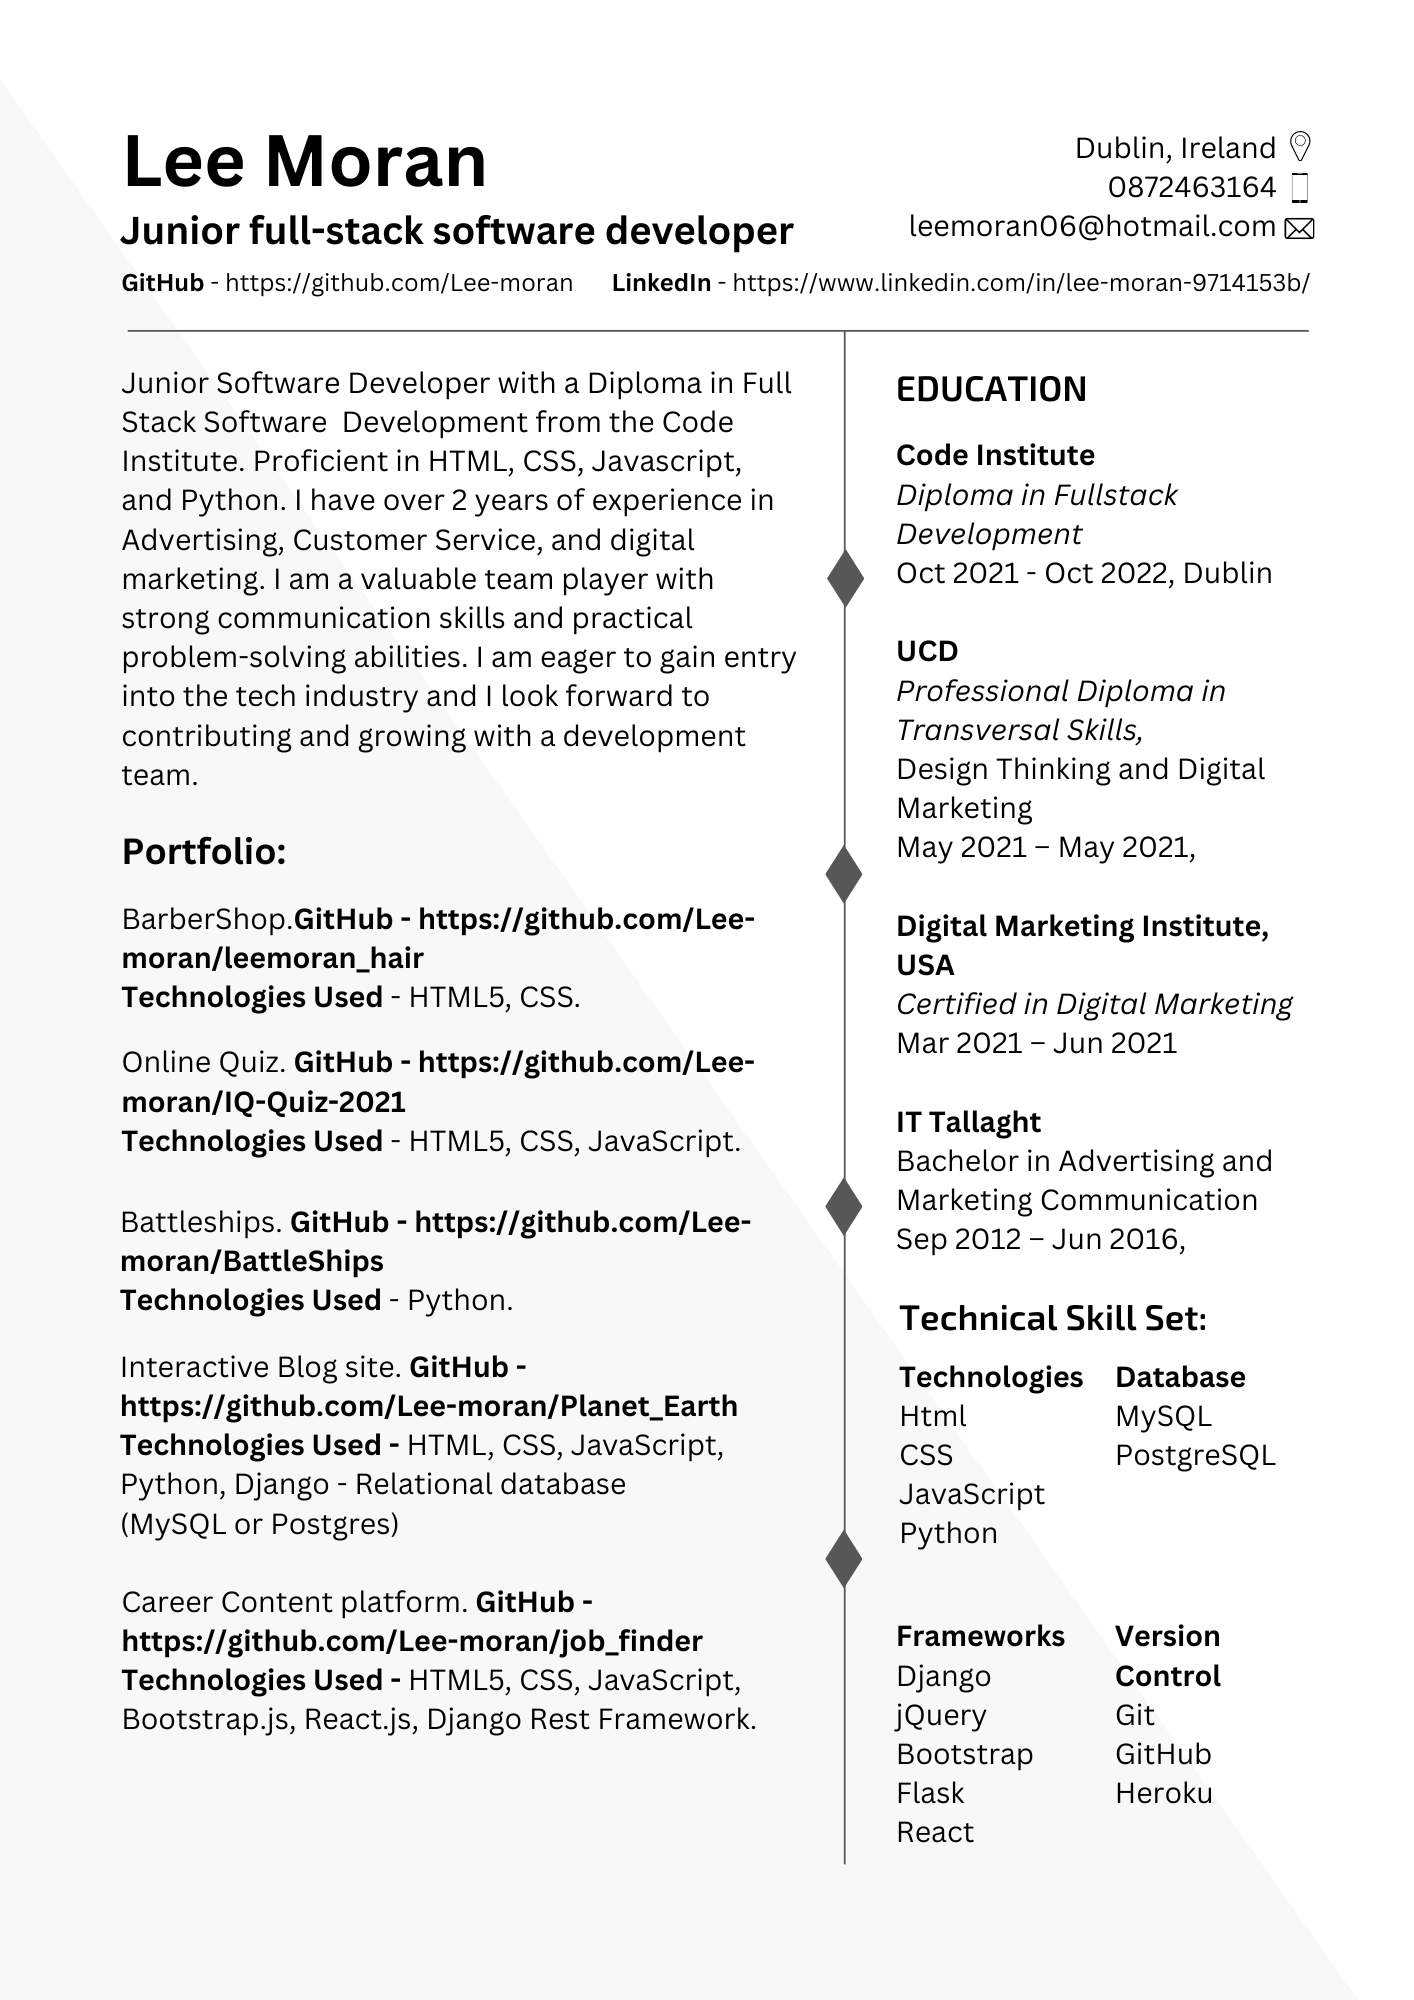 Lee Moran
Junior full-stack software developer
Dublin, Ireland
0872463164
leemoran06@hotmail.com
GitHub - https://github.com/Lee-moran LinkedIn - https://www.linkedin.com/in/lee-moran-9714153b/
Junior Software Developer with a Diploma in Full
Stack Software  Development from the Code
Institute. Proficient in HTML, CSS, Javascript,
and Python. I have over 2 years of experience in
Advertising, Customer Service, and digital
marketing. I am a valuable team player with
strong communication skills and practical
problem-solving abilities. I am eager to gain entry
into the tech industry and I look forward to
contributing and growing with a development
team.
Portfolio:
BarberShop.GitHub - https://github.com/Lee-
moran/leemoran_hair
Technologies Used - HTML5, CSS.
Online Quiz. GitHub - https://github.com/Lee-
moran/IQ-Quiz-2021
Technologies Used - HTML5, CSS, JavaScript.
Battleships. GitHub - https://github.com/Lee-
moran/BattleShips
Technologies Used - Python.
Interactive Blog site. GitHub -
https://github.com/Lee-moran/Planet_Earth
Technologies Used - HTML, CSS, JavaScript,
Python, Django - Relational database
(MySQL or Postgres)
Career Content platform. GitHub -
https://github.com/Lee-moran/job_finder
Technologies Used - HTML5, CSS, JavaScript,
Bootstrap.js, React.js, Django Rest Framework.
EDUCATION
Code Institute
Diploma in Fullstack
Development
Oct 2021 - Oct 2022, Dublin
UCD
Professional Diploma in
Transversal Skills,
Design Thinking and Digital
Marketing
May 2021 – May 2021,
Digital Marketing Institute,
USA
Certified in Digital Marketing
Mar 2021 – Jun 2021
IT Tallaght
Bachelor in Advertising and
Marketing Communication
Sep 2012 – Jun 2016,
Technical Skill Set:
Technologies
Html
CSS
JavaScript
Python
Database
MySQL
PostgreSQL
Frameworks
Django
jQuery
Bootstrap
Flask
React
Version
Control
Git
GitHub
Heroku